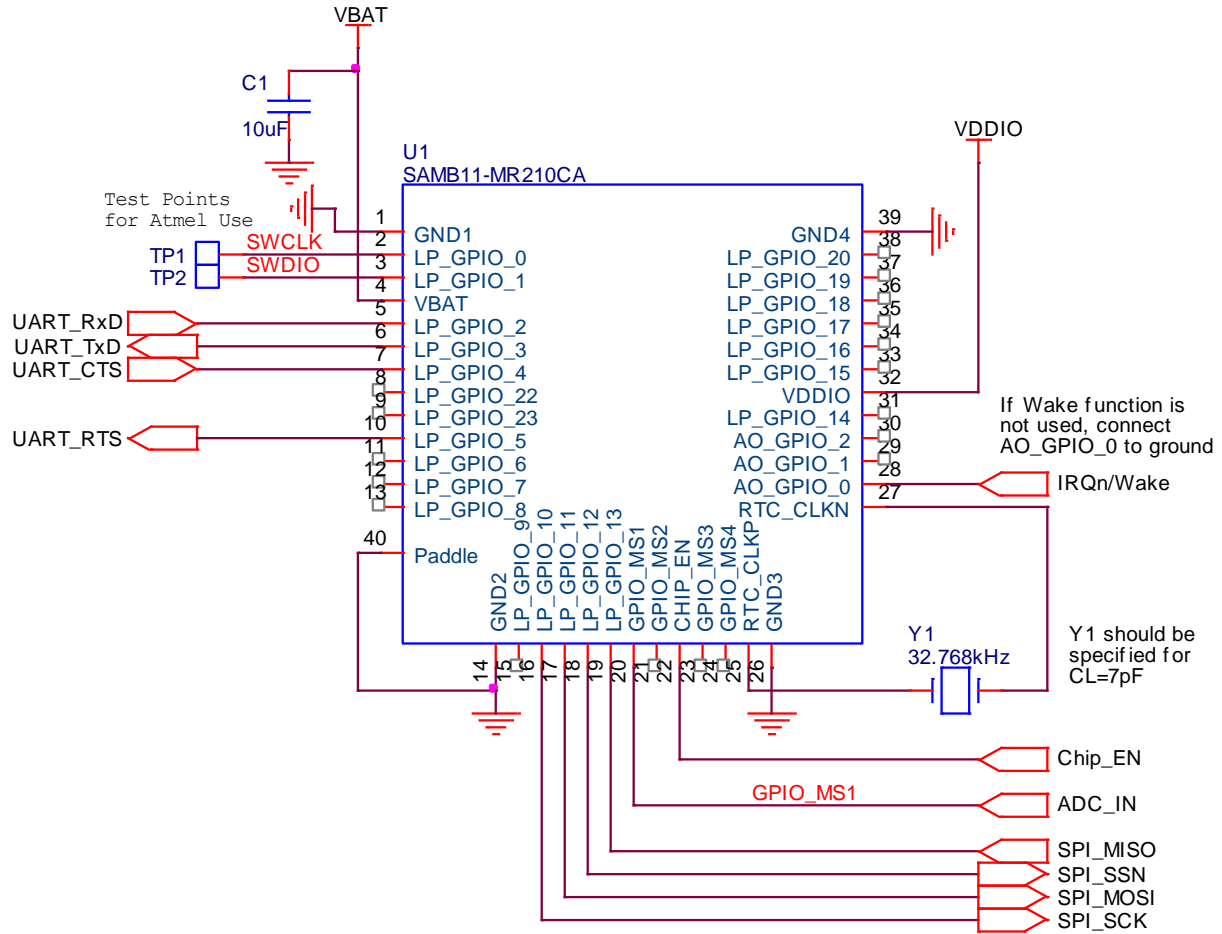 VBAT
C1
10uF
VDDIO
U1
SAMB11-MR210CA
Test Points
for Atmel Use
TP1
SWCLK
TP2
SWDIO
UART_RxD
UART_TxD
UART_CTS
UART_RTS
1
GND1
2
LP_GPIO_0
3
LP_GPIO_1
4
VBAT
5
LP_GPIO_2
6
LP_GPIO_3
7
LP_GPIO_4
8
LP_GPIO_22
9
LP_GPIO_23
10
LP_GPIO_5
11
LP_GPIO_6
12
LP_GPIO_7
13
LP_GPIO_8
40
Paddle
39
GND4
38
LP_GPIO_20
37
LP_GPIO_19
36
LP_GPIO_18
35
LP_GPIO_17
34
LP_GPIO_16
33
LP_GPIO_15
32
VDDIO
31
LP_GPIO_14
30
AO_GPIO_2
29
AO_GPIO_1
28
AO_GPIO_0
27
RTC_CLKN
If Wake function is
not used, connect
AO_GPIO_0 to ground
IRQn/Wake
GND2
14
LP_GPIO_9
15
LP_GPIO_10
16
LP_GPIO_11
17
LP_GPIO_12
18
LP_GPIO_13
19
GPIO_MS1
20
GPIO_MS2
21
CHIP_EN
22
GPIO_MS3
23
GPIO_MS4
24
RTC_CLKP
25
GND3
26
Y1
32.768kHz
Y1 should be
specified for
CL=7pF
Chip_EN
GPIO_MS1
ADC_IN
SPI_MISO
SPI_SSN
SPI_MOSI
SPI_SCK